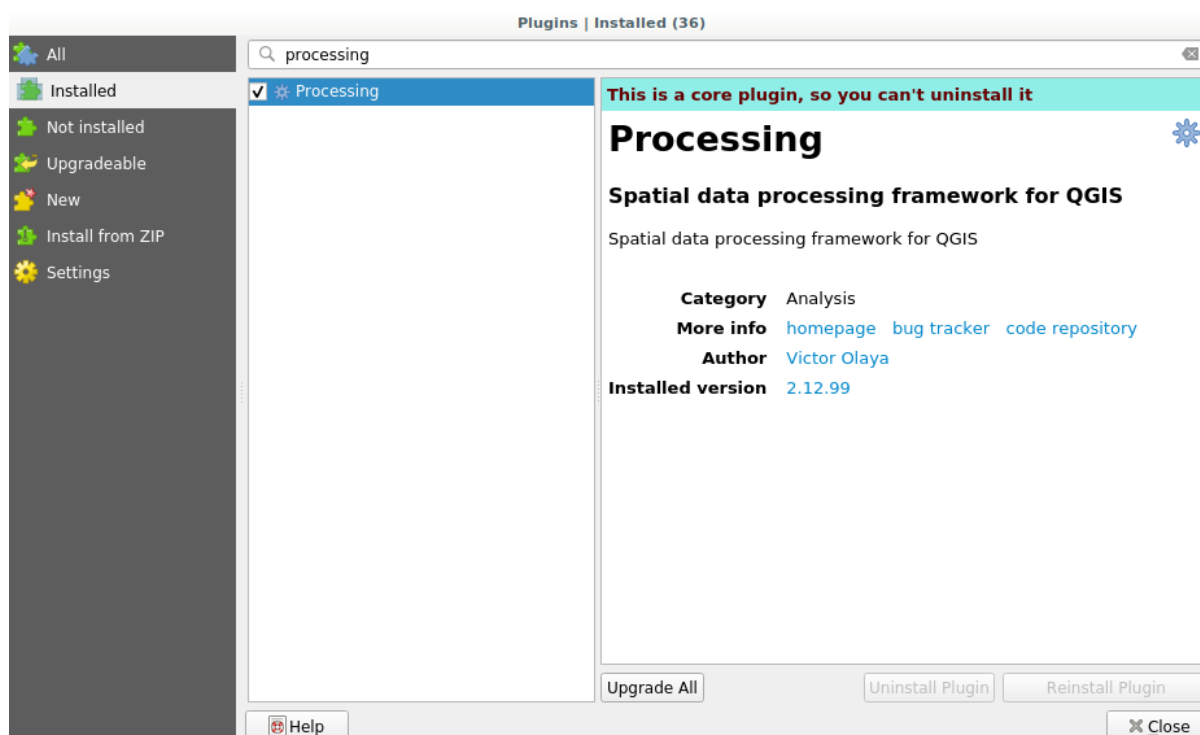 Plugins | Installed (36)
All
Installed
Not installed
Upgradeable
New
Install from ZIP
Settings
processing
Processing
This is a core plugin, so you can't uninstall it
Processing
Spatial data processing framework for QGIS
Spatial data processing framework for QGIS
Category Analysis
More info homepage bug tracker code repository
Author Victor Olaya
Installed version 2.12.99
Upgrade All Uninstall Plugin Reinstall Plugin
Help Close